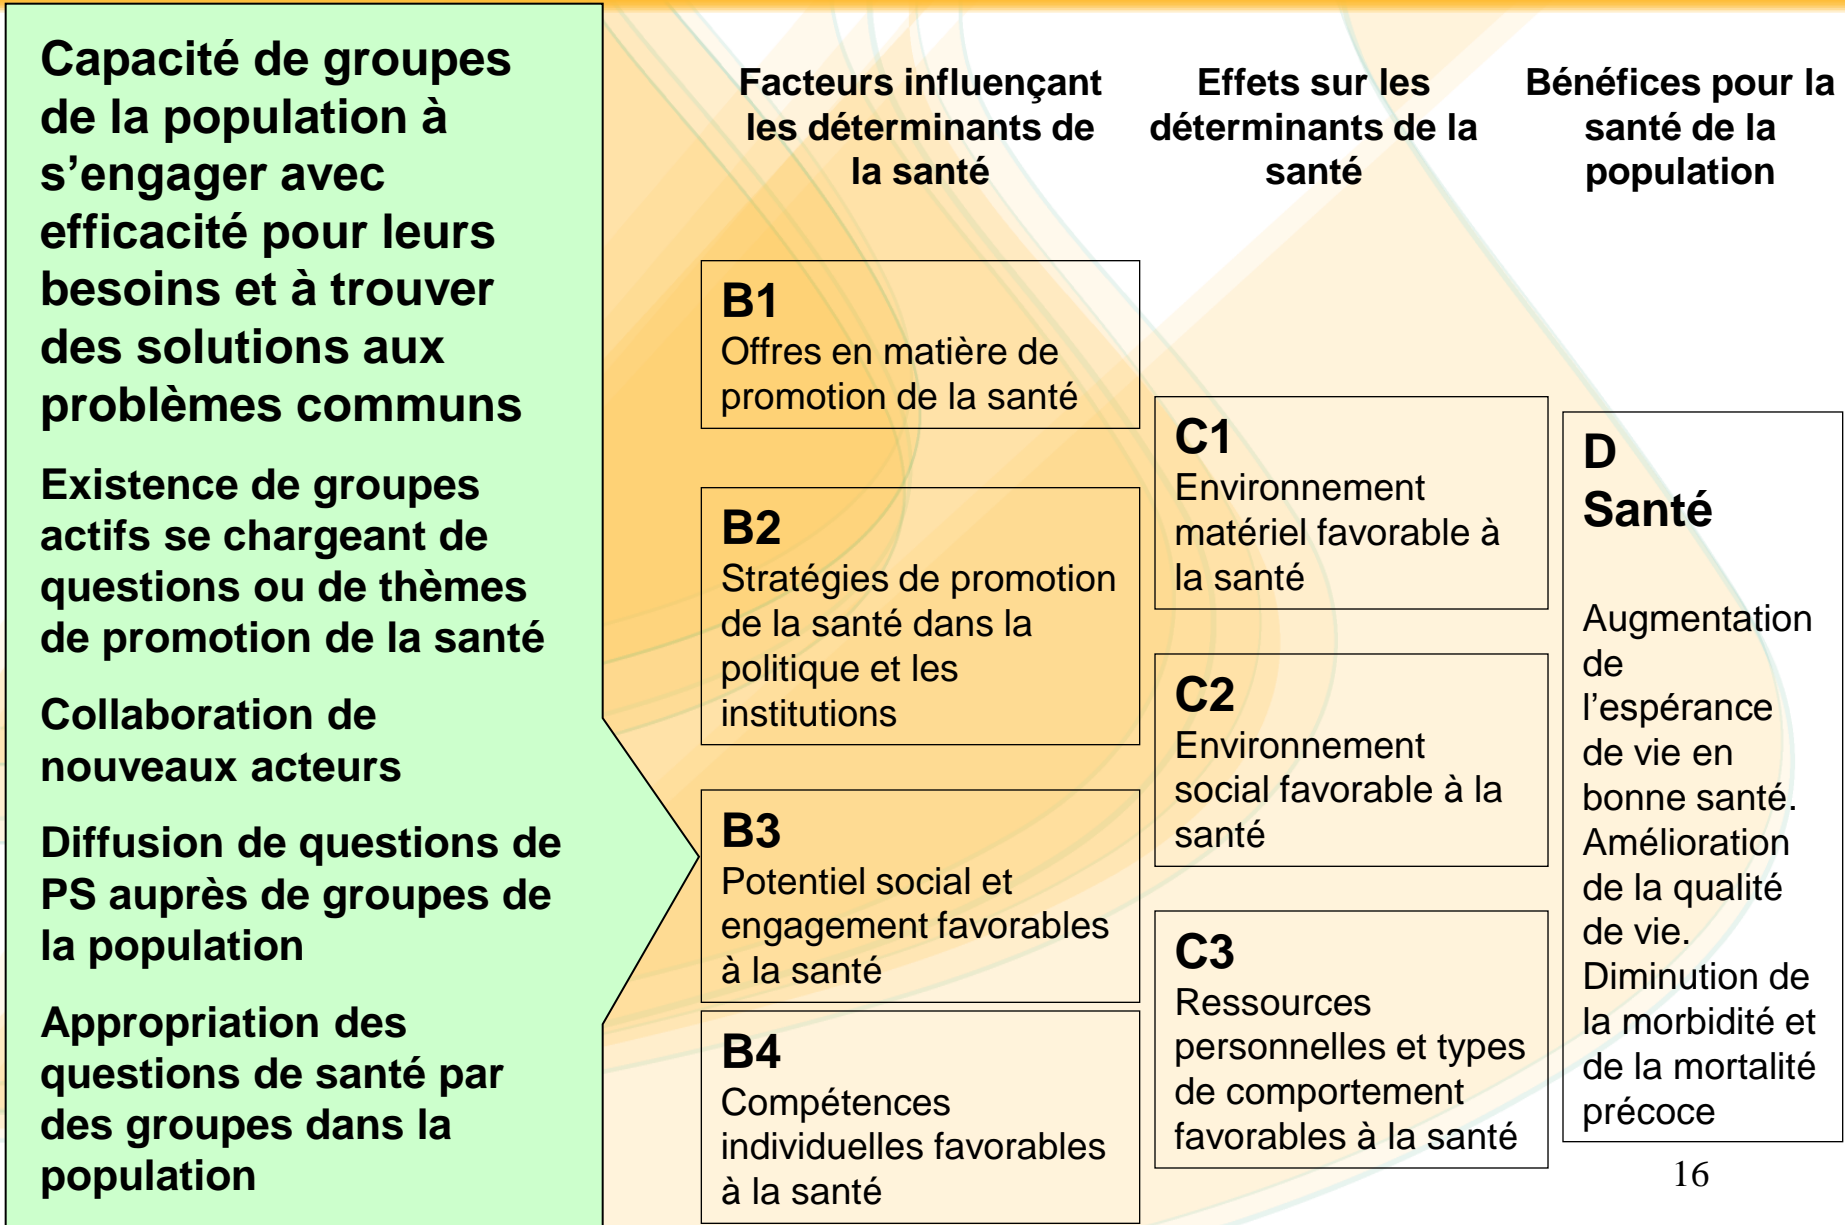 Capacité de groupes
de la population à
s’engager avec
efficacité pour leurs
besoins et à trouver
des solutions aux
problèmes communs
Existence de groupes
actifs se chargeant de
questions ou de thèmes
de promotion de la santé
Collaboration de
nouveaux acteurs
Diffusion de questions de
PS auprès de groupes de
la population
Appropriation des
questions de santé par
des groupes dans la
population
Facteurs influençant
les déterminants de
la santé
B1
Offres en matière de
promotion de la santé
B2
Stratégies de promotion
de la santé dans la
politique et les
institutions
B3
Potentiel social et
engagement favorables
à la santé
B4
Compétences
individuelles favorables
à la santé
Effets sur les
déterminants de la
santé
C1
Environnement
matériel favorable à
la santé
C2
Environnement
social favorable à la
santé
C3
Ressources
personnelles et types
de comportement
favorables à la santé
Bénéfices pour la
santé de la
population
D
Santé
Augmentation
de
l’espérance
de vie en
bonne santé.
Amélioration
de la qualité
de vie.
Diminution de
la morbidité et
de la mortalité
précoce
16